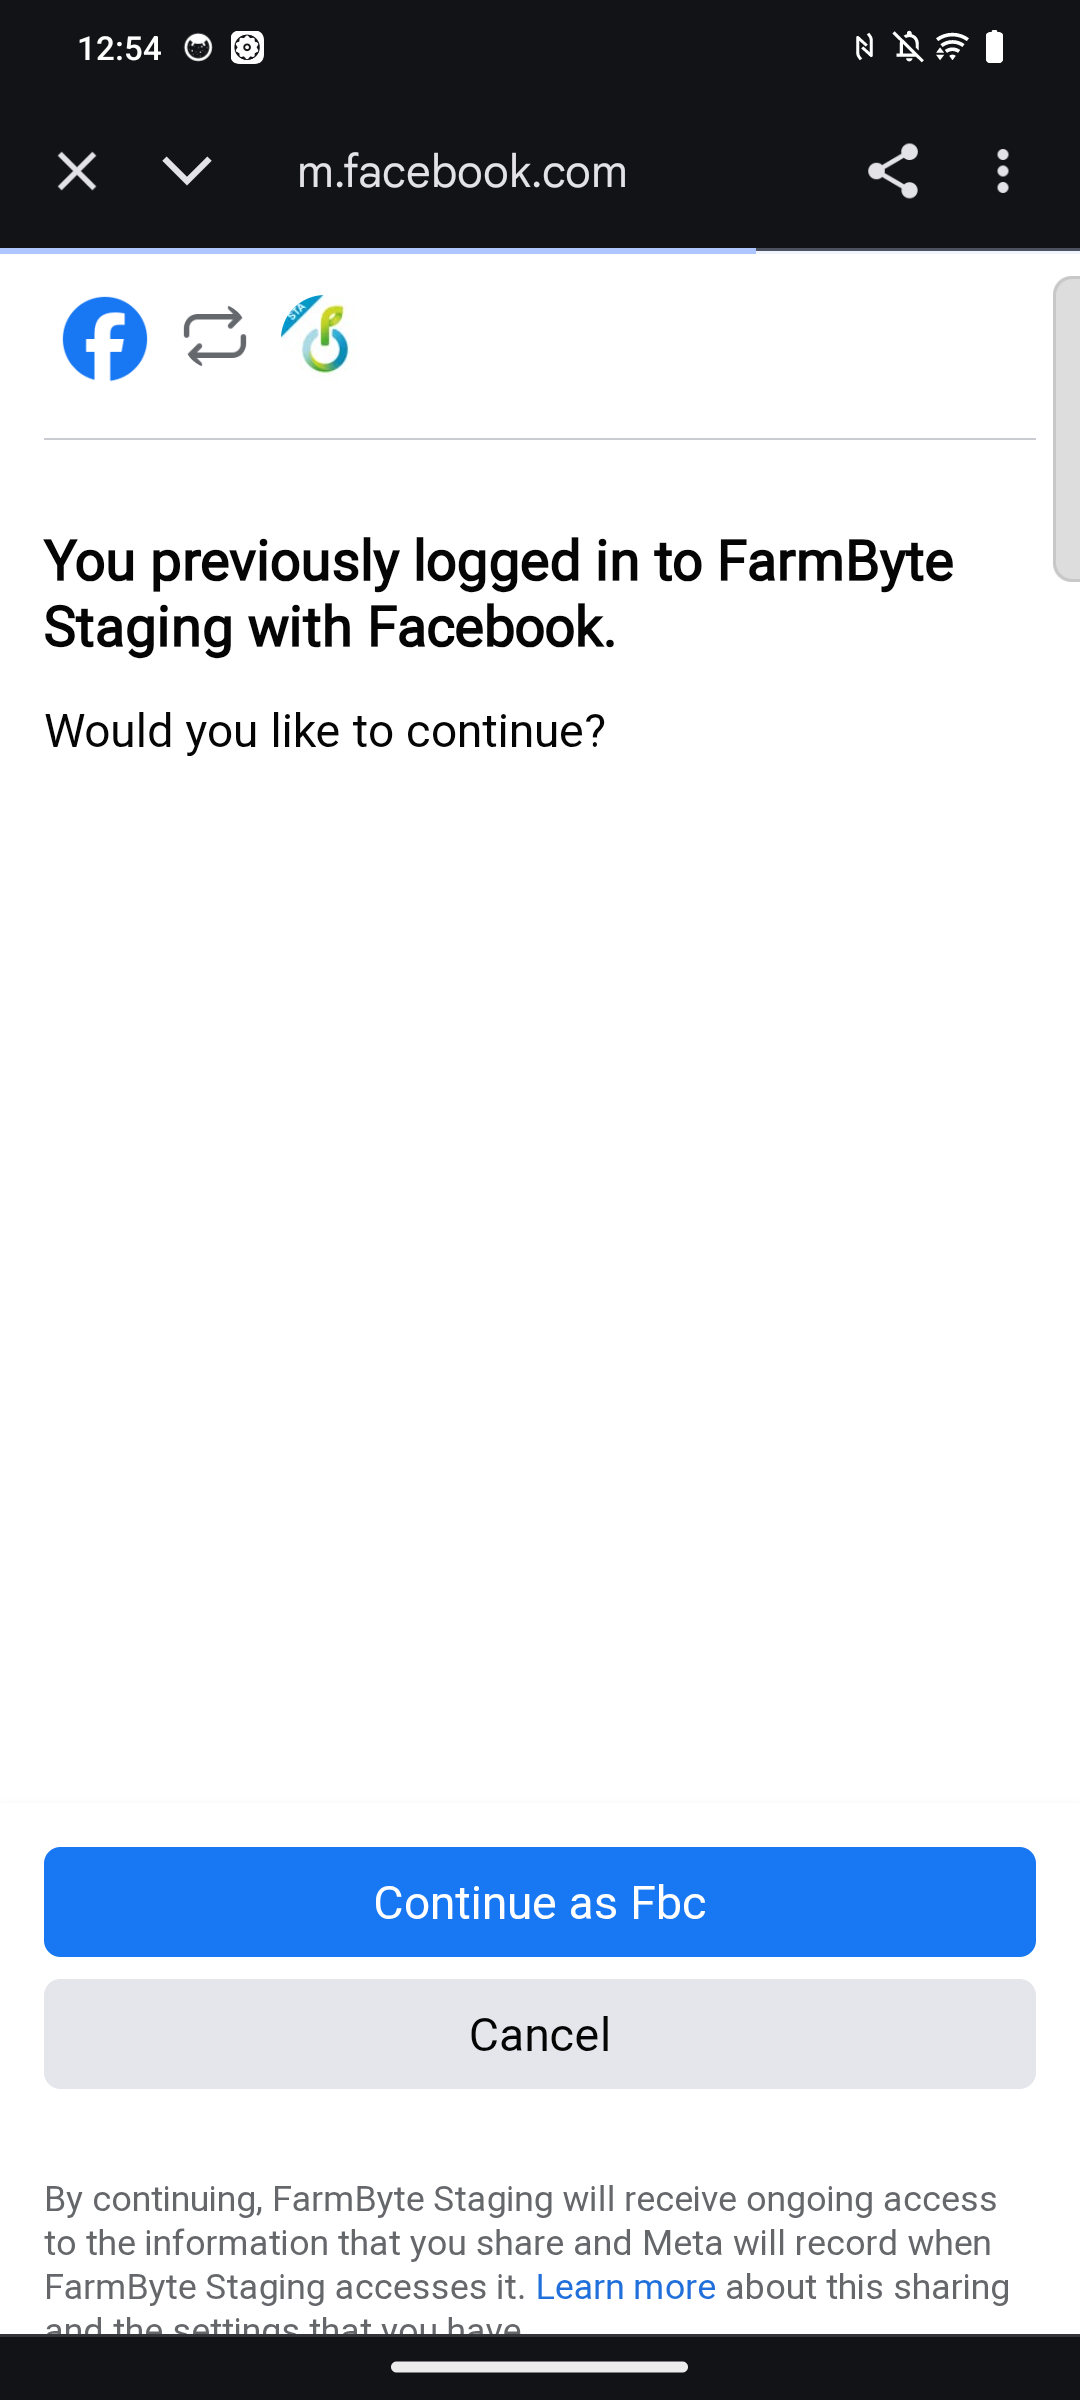 12:54
m.facebook.com
STA
You previously logged in to FarmByte
Staging with Facebook.
Would you like to continue?
Continue as Fbc
Cancel
By continuing, FarmByte Staging will receive ongoing access
to the information that you share and Meta will record when
FarmByte Staging accesses it. Learn more about this sharing
and the settings that you have